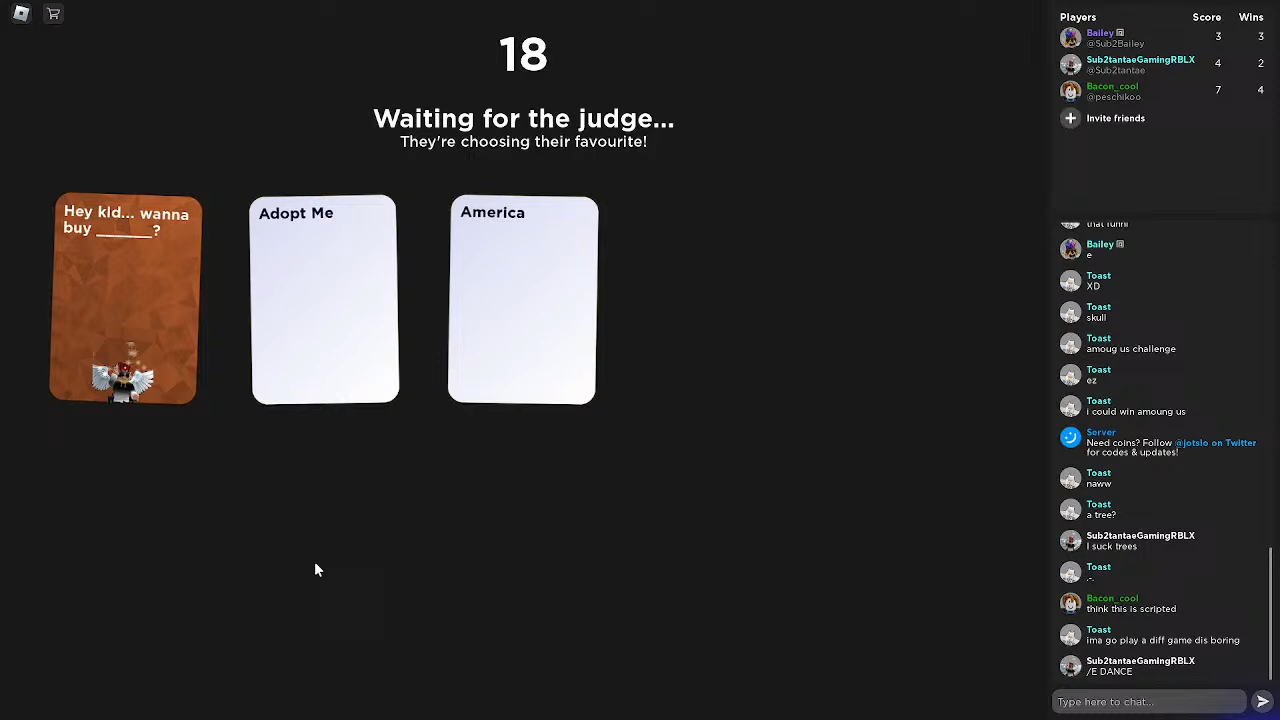 18
Waiting for the judge...
They're choosing their favourite!
Hey kid... wanna
buy ______?
Adopt Me
America
Players Score Wins
Bailey 3 3
@Sub2Bailey
Sub2tantaeGamingRBLX 4 2
@Sub2tantae
Bacon_cool 7 4
@peschikoo
+ Invite friends
that funni
Bailey
e
Toast
XD
Toast
skull
Toast
amoug us challenge
Toast
ez
Toast
i could win amoung us
Server
Need coins? Follow @jotslo on Twitter
for codes & updates!
Toast
naww
Toast
a tree?
Sub2tantaeGamingRBLX
I suck trees
Toast
.-.
Bacon_cool
think this is scripted
Toast
ima go play a diff game dis boring
Sub2tantaeGamingRBLX
/E DANCE
Type here to chat...